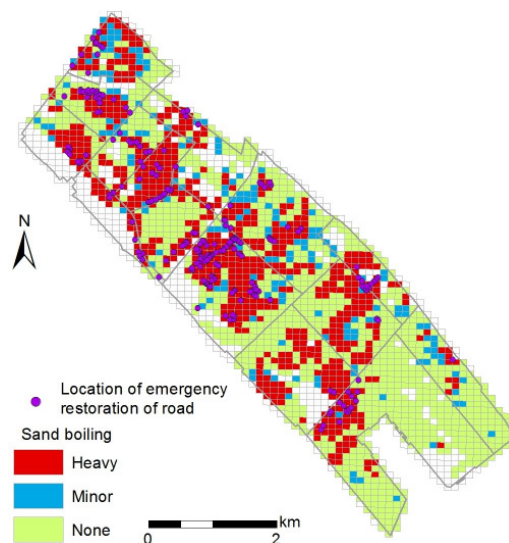 N
Location of emergency
restoration of road
Sand boiling
Heavy
Minor
None
km
0 2